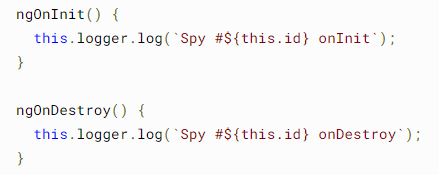 ngOnInit() {
  this.logger.log(`Spy #${this.id} onInit`);
}

ngOnDestroy() {
  this.logger.log(`Spy #${this.id} onDestroy`);
}